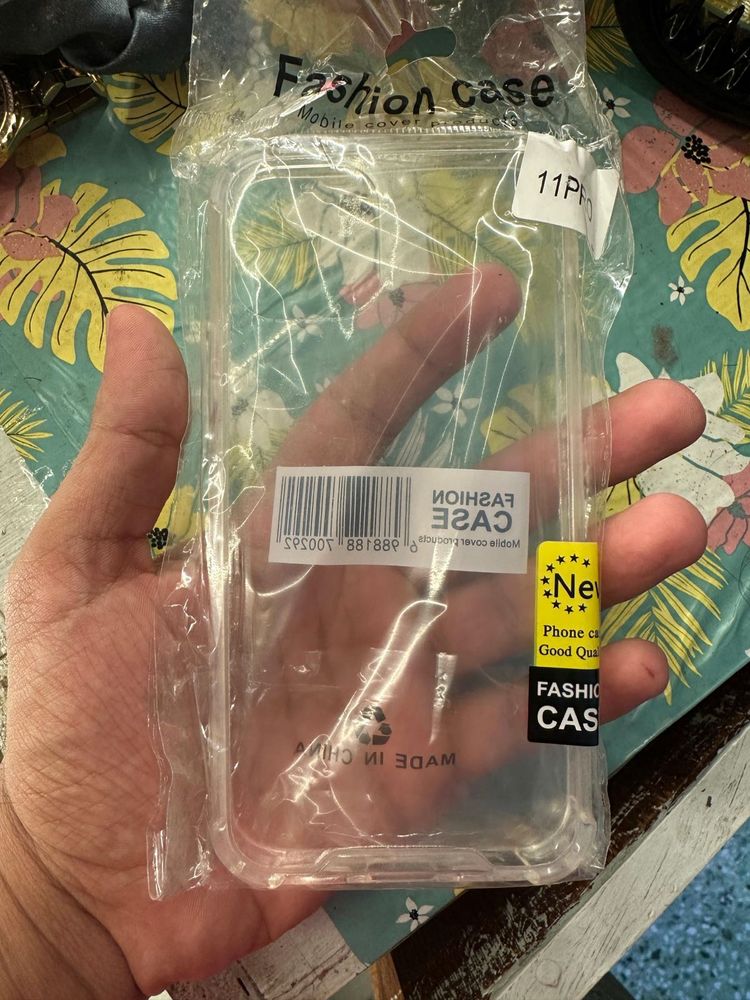 Fashion case
Mobile cover products
11PRO
FASHION
CASE
Mobile cover products
6 988188 700292
New
Phone ca
Good Qua
FASHIO
CAS
MADE IN CHINA